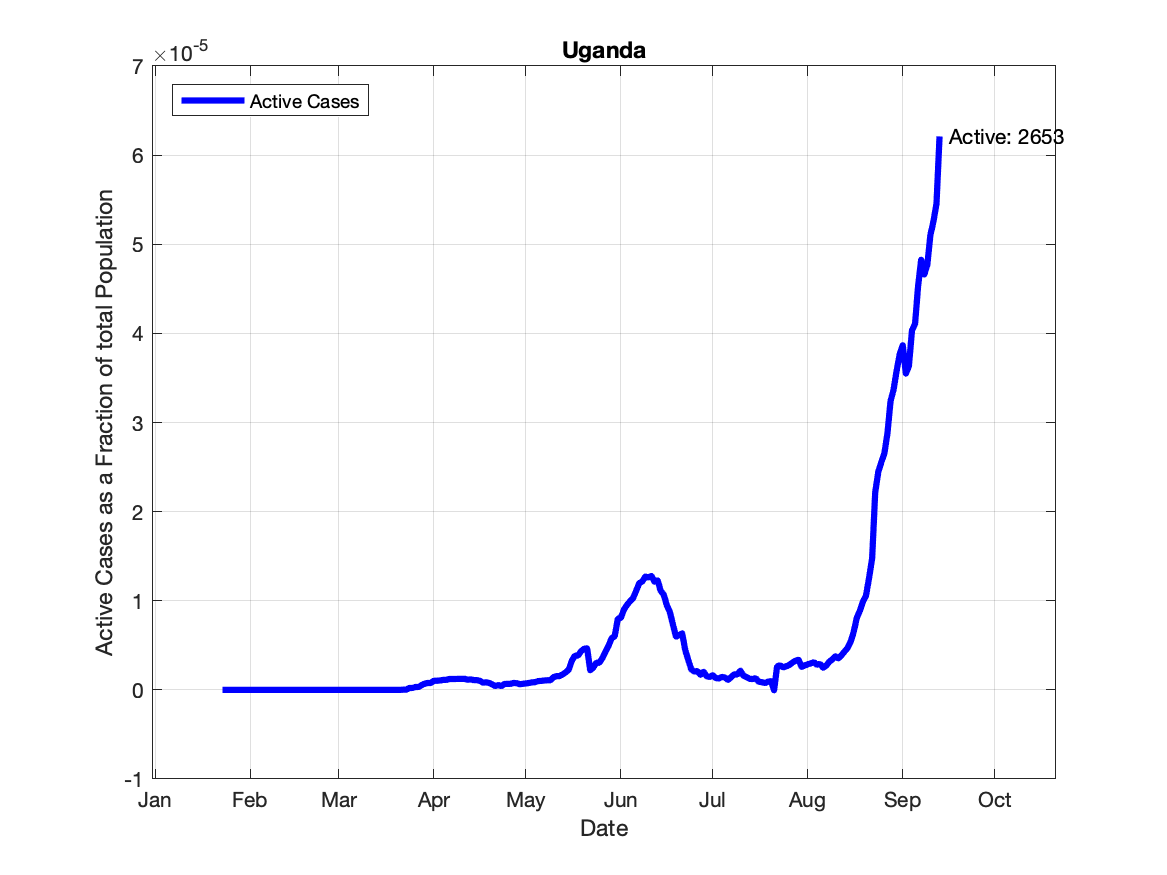 Uganda
×10-5
Active Cases
Active: 2653
7
6
5
4
3
2
1
0
-1
Active Cases as a Fraction of total Population
Jan Feb Mar Apr May Jun Jul Aug Sep Oct
Date